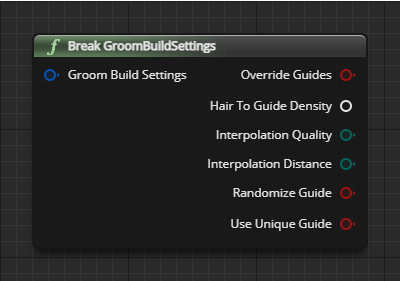 f Break GroomBuildSettings
Groom Build Settings Override Guides
Hair To Guide Density
Interpolation Quality
Interpolation Distance
Randomize Guide
Use Unique Guide